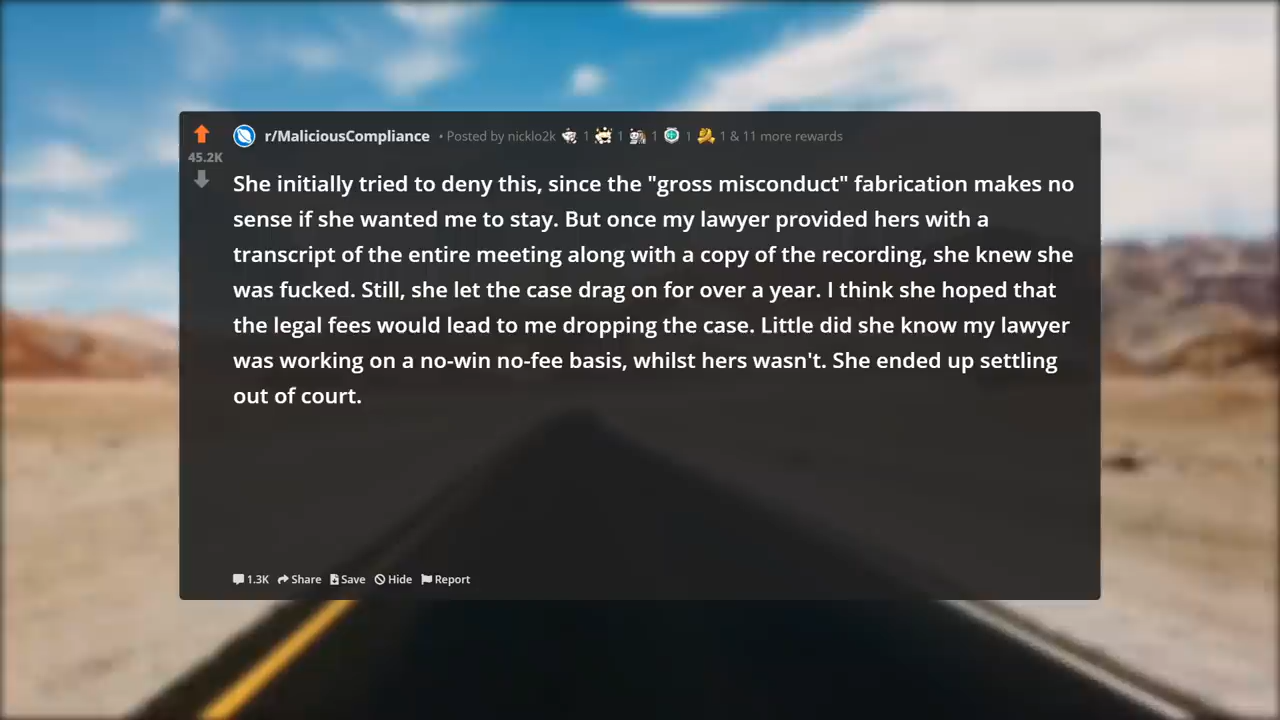 r/MaliciousCompliance • Posted by nicklo2k 1 1 1 1 1 & 11 more rewards
45.2K
She initially tried to deny this, since the "gross misconduct" fabrication makes no
sense if she wanted me to stay. But once my lawyer provided hers with a
transcript of the entire meeting along with a copy of the recording, she knew she
was fucked. Still, she let the case drag on for over a year. I think she hoped that
the legal fees would lead to me dropping the case. Little did she know my lawyer
was working on a no-win no-fee basis, whilst hers wasn't. She ended up settling
out of court.
1.3K Share Save Hide Report